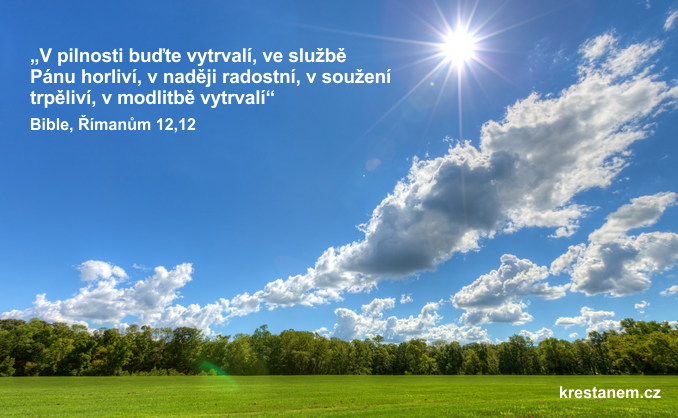 „V pilnosti buďte vytrvalí, ve službě
Pánu horliví, v naději radostní, v soužení
trpěliví, v modlitbě vytrvalí“
Bible, Římanům 12,12
krestanem.cz